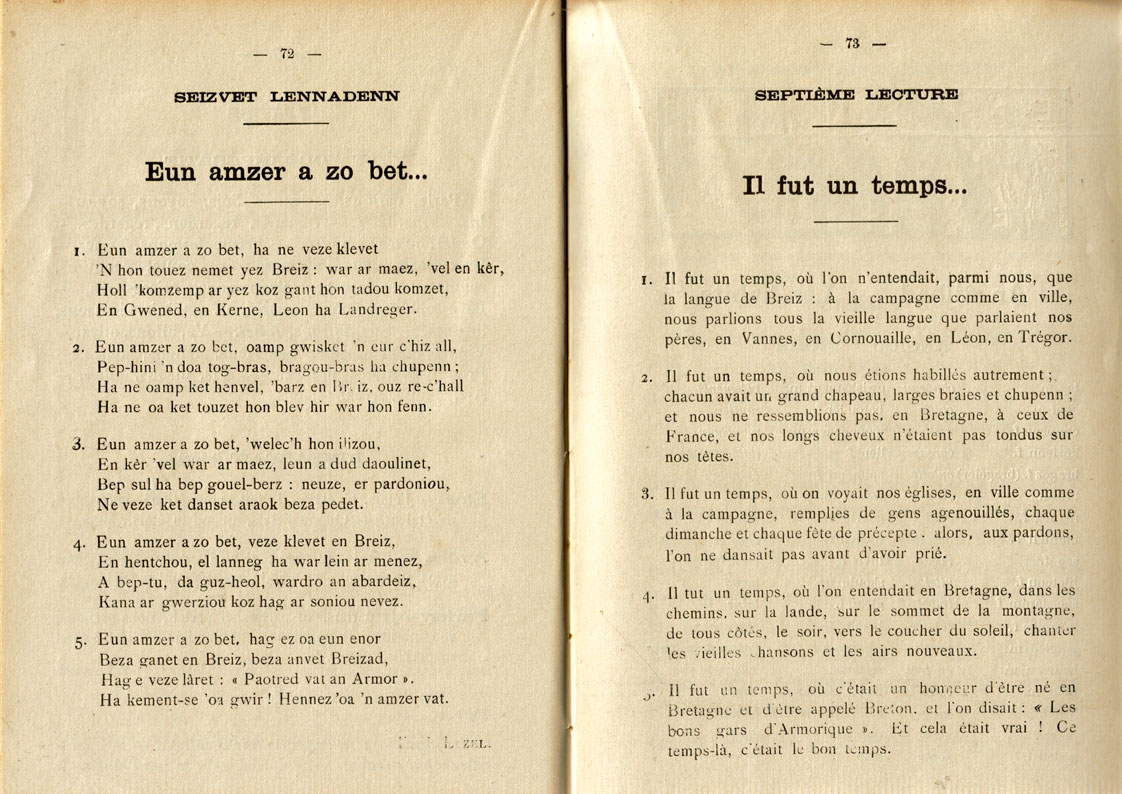 — 72 —
SEIZVET LENNADENN
Eun amzer a zo bet...
1. Eun amzer a zo bet, ha ne veze klevet
'N hon touez nemet yez Breiz : war ar maez, 'vel en kêr,
Holl 'komzemp ar yez koz gant hon tadou komzet,
En Gwened, en Kerne, Leon ha Landreger.
2. Eun amzer a zo bet, oamp gwisket 'n eur c'hiz all,
Pep-hini 'n doa tog-bras, bragou-bras ha chupenn ;
Ha ne oamp ket henvel, 'barz en Breiz, ouz re-c'hall
Ha ne oa ket touzet hon blev hir war hon fenn.
3. Eun amzer a zo bet, 'welec'h hon ilizou,
En kêr 'vel war ar maez, leun a dud daoulinet,
Bep sul ha bep gouel-berz : neuze, er pardoniou,
Ne veze ket danset araok beza pedet.
4. Eun amzer a zo bet, veze klevet en Breiz,
En hentchou, el lanneg ha war lein ar menez,
A bep-tu, da guz-heol, wardro an abardeiz,
Kana ar gwerziou koz hag ar soniou nevez.
5. Eun amzer a zo bet, hag ez oa eun enor
Beza ganet en Breiz, beza anvet Breizad,
Hag e veze làret : « Paotred vat an Armor ».
Ha kement-se 'oa gwir ! Hennez 'oa 'n amzer vat.
— 73 —
SEPTIÈME LECTURE
Il fut un temps...
1. Il fut un temps, où l'on n'entendait, parmi nous, que
la langue de Breiz : à la campagne comme en ville,
nous parlions tous la vieille langue que parlaient nos
pères, en Vannes, en Cornouaille, en Léon, en Trégor.
2. Il fut un temps, où nous étions habillés autrement ;
chacun avait un grand chapeau, larges braies et chupenn ;
et nous ne ressemblions pas, en Bretagne, à ceux de
France, et nos longs cheveux n'étaient pas tondus sur
nos têtes.
3. Il fut un temps, où on voyait nos églises, en ville comme
à la campagne, remplies de gens agenouillés, chaque
dimanche et chaque fête de précepte . alors, aux pardons,
l'on ne dansait pas avant d'avoir prié.
4. Il tut un temps, où l'on entendait en Bretagne, dans les
chemins, sur la lande, sur le sommet de la montagne,
de tous côtés, le soir, vers le coucher du soleil, chanter
les vieilles chansons et les airs nouveaux.
5. Il fut un temps, où c'était un honneur d'être né en
Bretagne et d'être appelé Breton, et l'on disait : « Les
bons gars d'Armorique ». Et cela était vrai ! Ce
temps-là, c'était le bon temps.